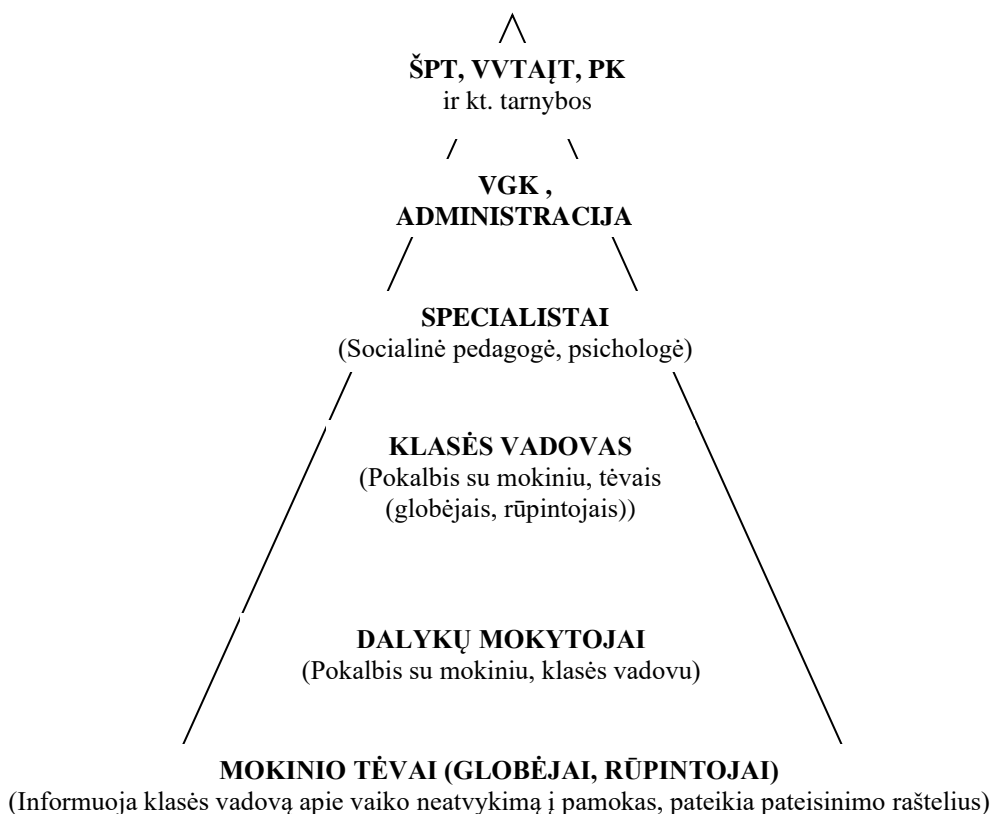 ŠPT, VVTAĮT, PK
ir kt. tarnybos
VGK ,
ADMINISTRACIJA
SPECIALISTAI
(Socialinė pedagogė, psichologė)
KLASĖS VADOVAS
(Pokalbis su mokiniu, tėvais
(globėjais, rūpintojais))
DALYKŲ MOKYTOJAI
(Pokalbis su mokiniu, klasės vadovu)
MOKINIO TĖVAI (GLOBĖJAI, RŪPINTOJAI)
(Informuoja klasės vadovą apie vaiko neatvykimą į pamokas, pateikia pateisinimo raštelius)